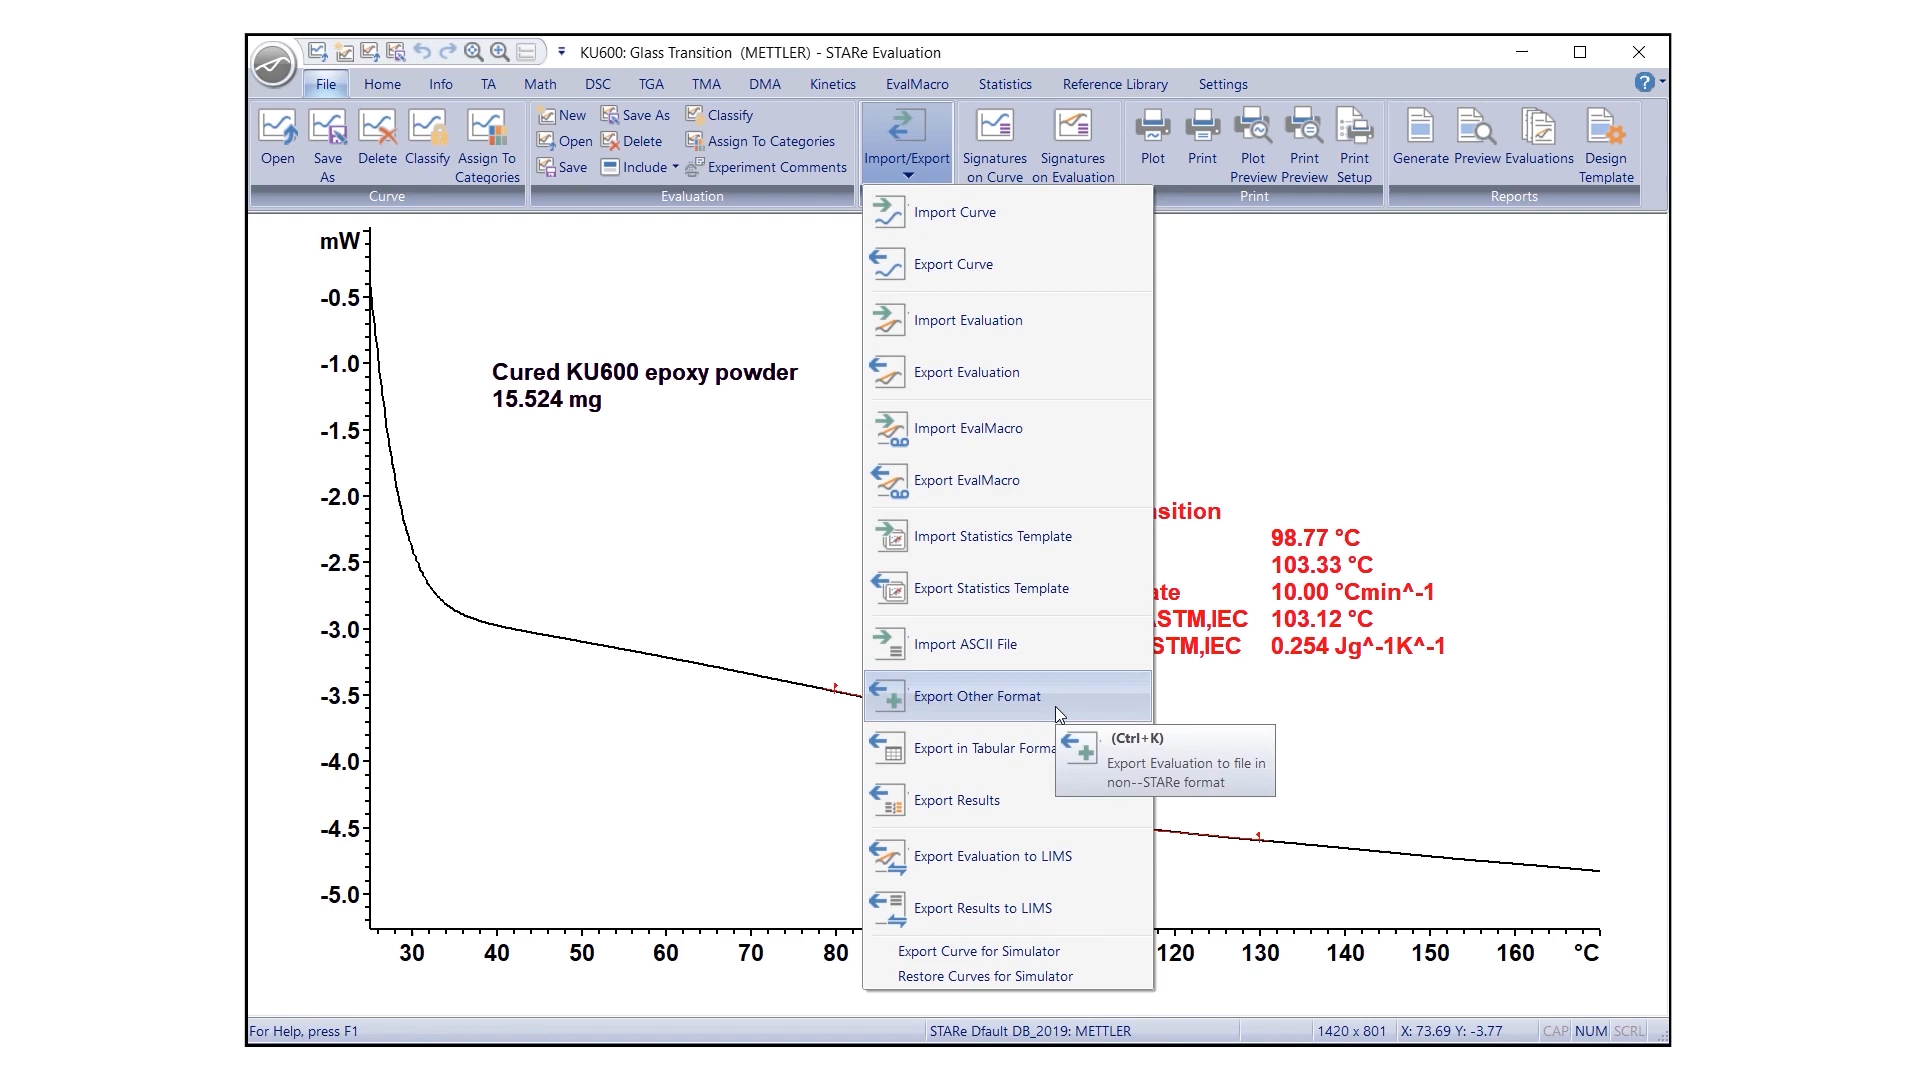 KU600: Glass Transition (METTLER) - STARe Evaluation
File Home Info TA Math DSC TGA TMA DMA Kinetics EvalMacro Statistics Reference Library Settings
Open
Save As
Delete
Classify
Assign To Categories
Curve
New
Open
Save
Save As
Delete
Include
Classify
Assign To Categories
Experiment Comments
Evaluation
Import/Export
Signatures on Curve
Signatures on Evaluation
Plot
Print
Plot Preview
Print Preview
Print Setup
Print
Generate
Preview
Evaluations
Design Template
Reports
Import Curve
Export Curve
Import Evaluation
Export Evaluation
Import EvalMacro
Export EvalMacro
Import Statistics Template
Export Statistics Template
Import ASCII File
Export Other Format
Export in Tabular Forma
Export Results
Export Evaluation to LIMS
Export Results to LIMS
Export Curve for Simulator
Restore Curves for Simulator
(Ctrl+K)
Export Evaluation to file in
non--STARe format
mW
-0.5
-1.0
-1.5
-2.0
-2.5
-3.0
-3.5
-4.0
-4.5
-5.0
Cured KU600 epoxy powder
15.524 mg
sition
98.77 °C
103.33 °C
ate 10.00 °Cmin^-1
STM,IEC 103.12 °C
STM,IEC 0.254 Jg^-1K^-1
30 40 50 60 70 80 120 130 140 150 160 °C
For Help, press F1
STARe Dfault DB_2019: METTLER
1420 x 801
X: 73.69 Y: -3.77
CAP NUM SCRL